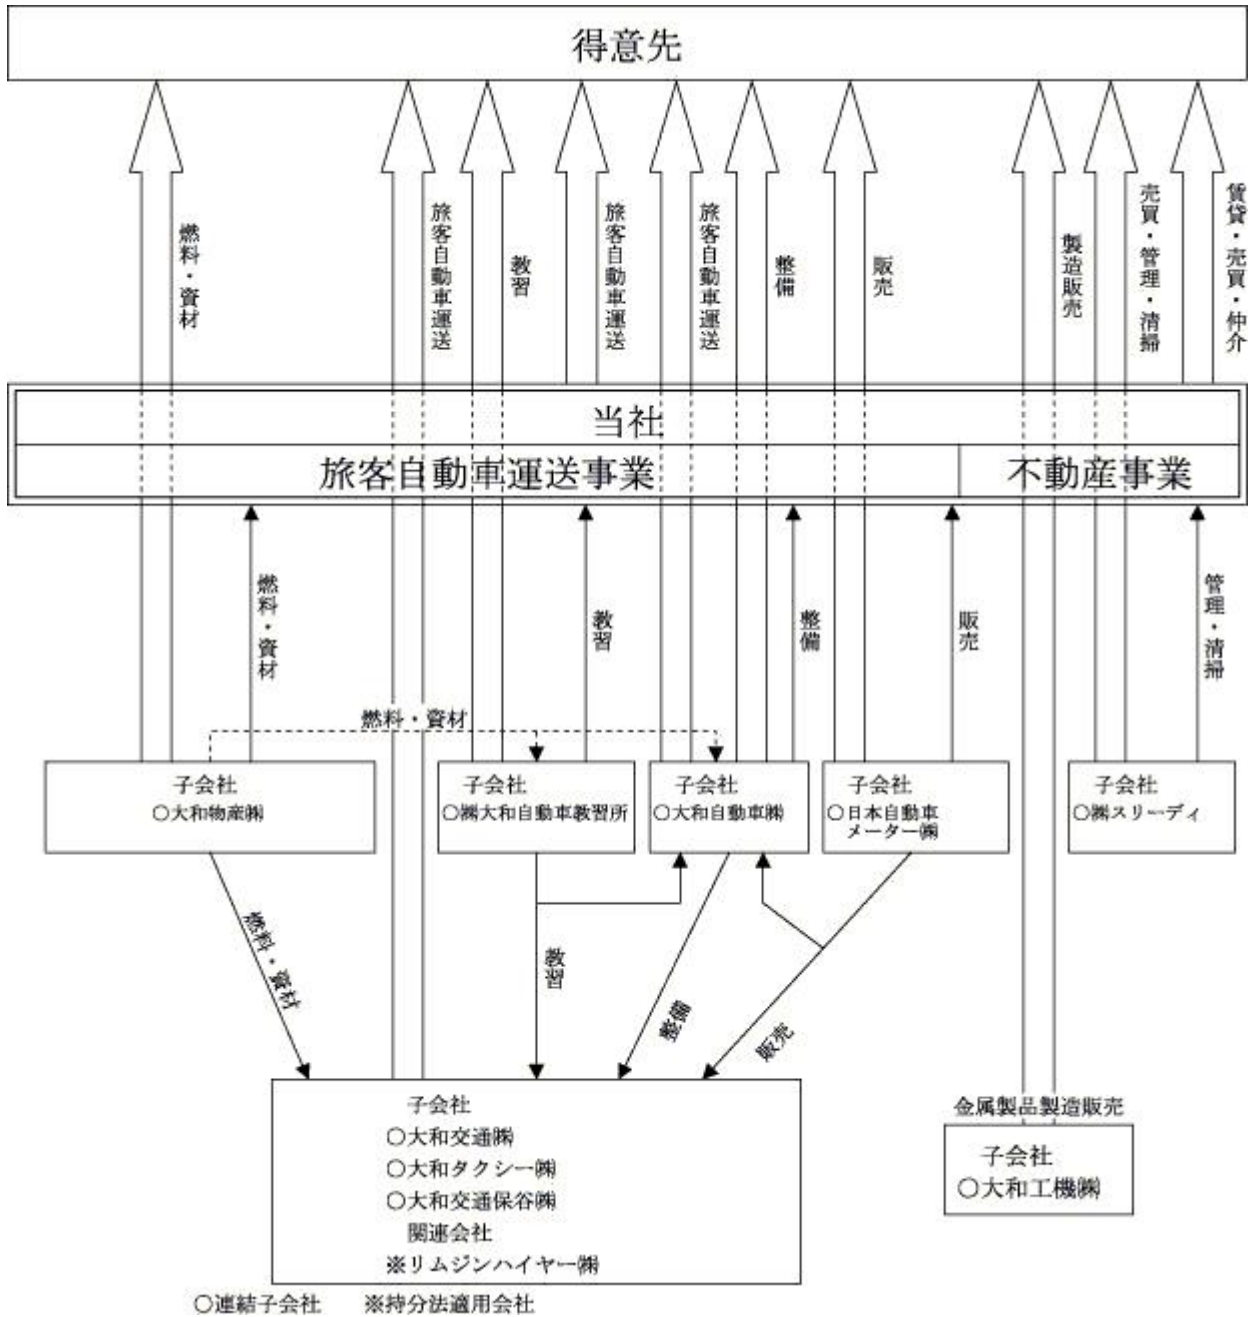 得意先
燃料・資材
旅客自動車運送
教習
旅客自動車運送
旅客自動車運送
整備
販売
製造販売
売買・管理・清掃
賃貸・売買・仲介
当社
旅客自動車運送事業
不動産事業
燃料・資材
教習
整備
販売
管理・清掃
燃料・資材
子会社
○大和物産㈱
子会社
○㈱大和自動車教習所
子会社
○大和自動車㈱
子会社
○日本自動車
メーター㈱
子会社
○㈱スリーディ
燃料・資材
教習
整備
販売
子会社
○大和交通㈱
○大和タクシー㈱
○大和交通保谷㈱
関連会社
※リムジンハイヤー㈱
金属製品製造販売
子会社
○大和工機㈱
○連結子会社　※持分法適用会社